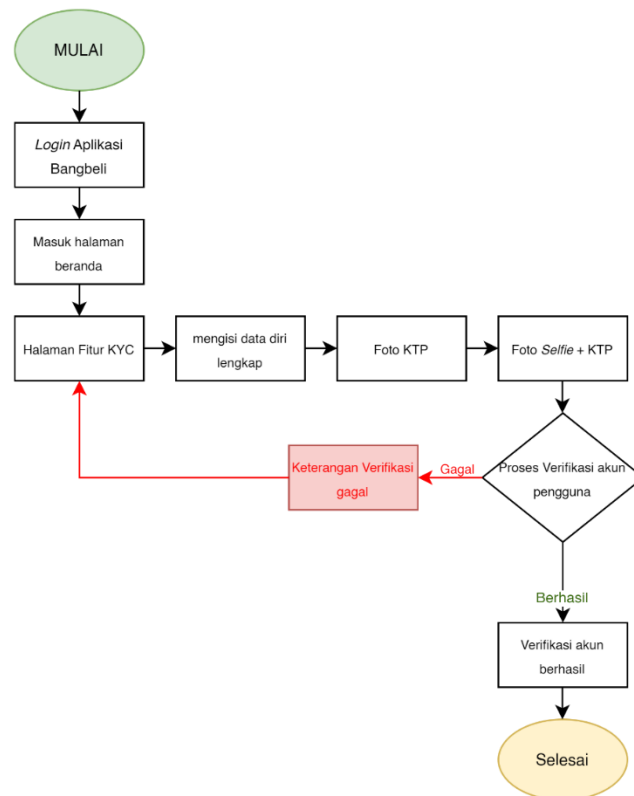 MULAI
Login Aplikasi
Bangbeli
Masuk halaman
beranda
Halaman Fitur KYC
mengisi data diri
lengkap
Foto KTP
Foto Selfie + KTP
Proses Verifikasi akun
pengguna
Gagal
Keterangan Verifikasi
gagal
Berhasil
Verifikasi akun
berhasil
Selesai